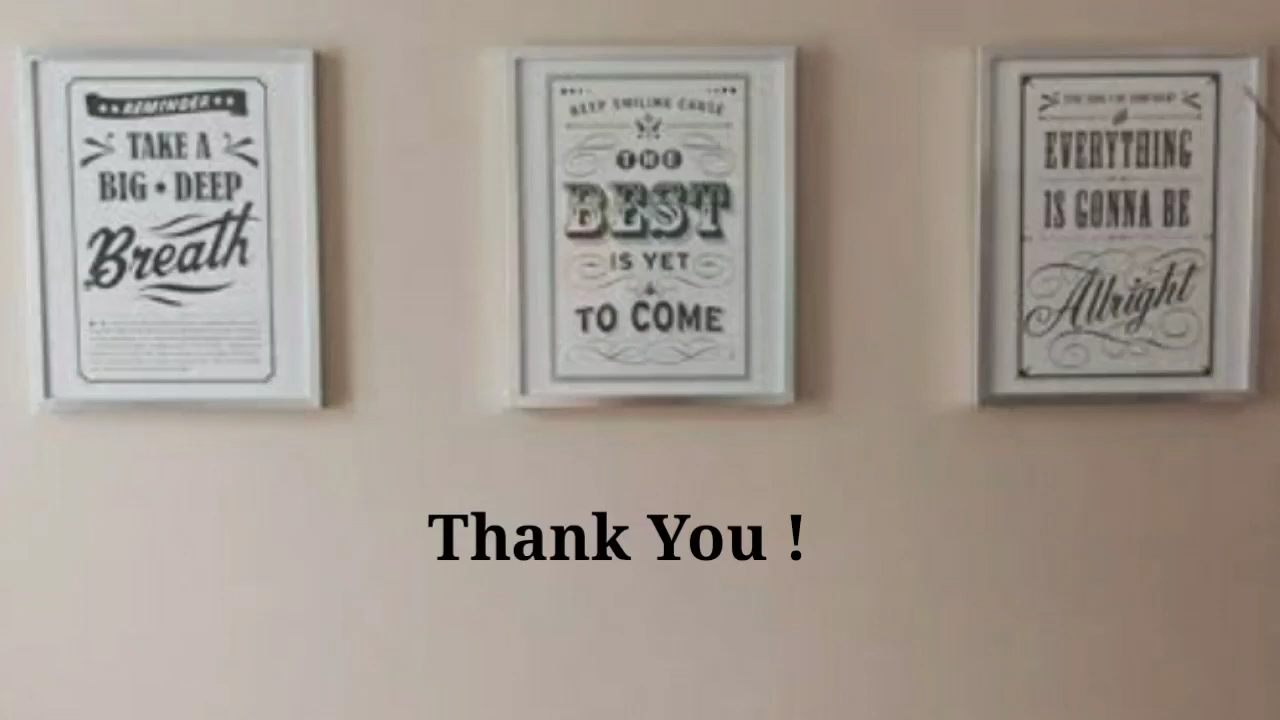 REMINDER
TAKE A
BIG • DEEP
Breath
KEEP SMILING CAUSE
THE
BEST
IS YET
TO COME
EVERYTHING
IS GONNA BE
Allright
Thank You !